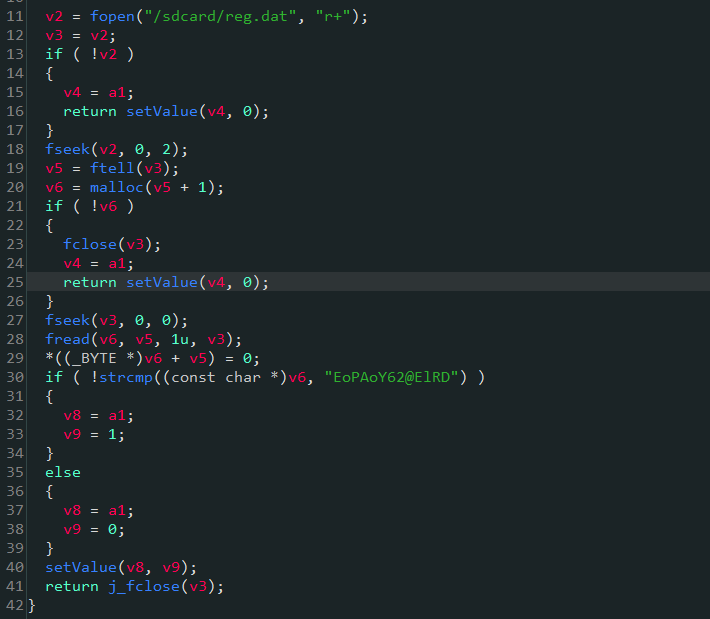 11 v2 = fopen("/sdcard/reg.dat", "r+");
12 v3 = v2;
13 if ( !v2 )
14 {
15 v4 = a1;
16 return setValue(v4, 0);
17 }
18 fseek(v2, 0, 2);
19 v5 = ftell(v3);
20 v6 = malloc(v5 + 1);
21 if ( !v6 )
22 {
23 fclose(v3);
24 v4 = a1;
25 return setValue(v4, 0);
26 }
27 fseek(v3, 0, 0);
28 fread(v6, v5, 1u, v3);
29 *((_BYTE *)v6 + v5) = 0;
30 if ( !strcmp((const char *)v6, "EoPAoY62@ElRD") )
31 {
32 v8 = a1;
33 v9 = 1;
34 }
35 else
36 {
37 v8 = a1;
38 v9 = 0;
39 }
40 setValue(v8, v9);
41 return j_fclose(v3);
42 }